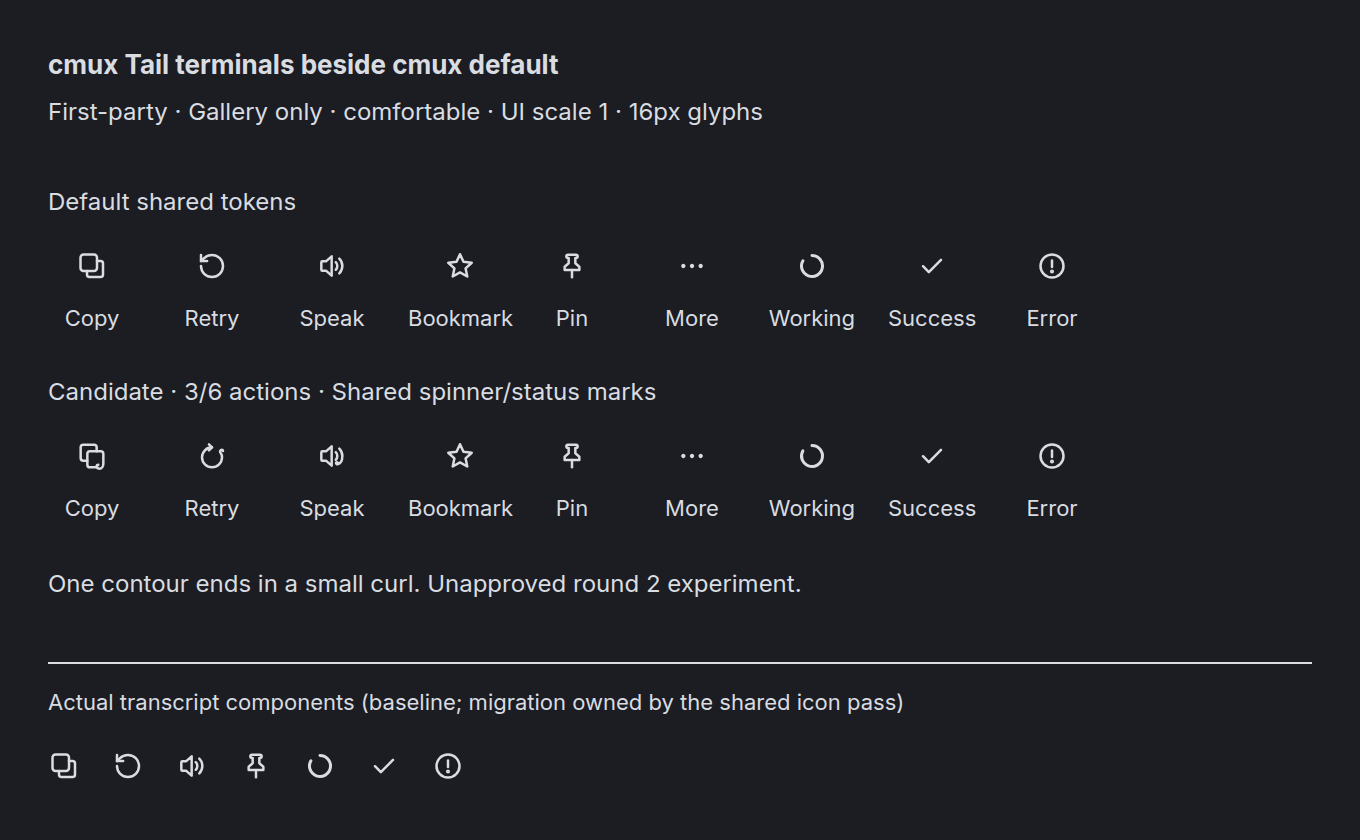 cmux Tail terminals beside cmux default
First-party · Gallery only · comfortable · UI scale 1 · 16px glyphs
Default shared tokens
Copy Retry Speak Bookmark Pin More Working Success Error
Candidate · 3/6 actions · Shared spinner/status marks
Copy Retry Speak Bookmark Pin More Working Success Error
One contour ends in a small curl. Unapproved round 2 experiment.
Actual transcript components (baseline; migration owned by the shared icon pass)